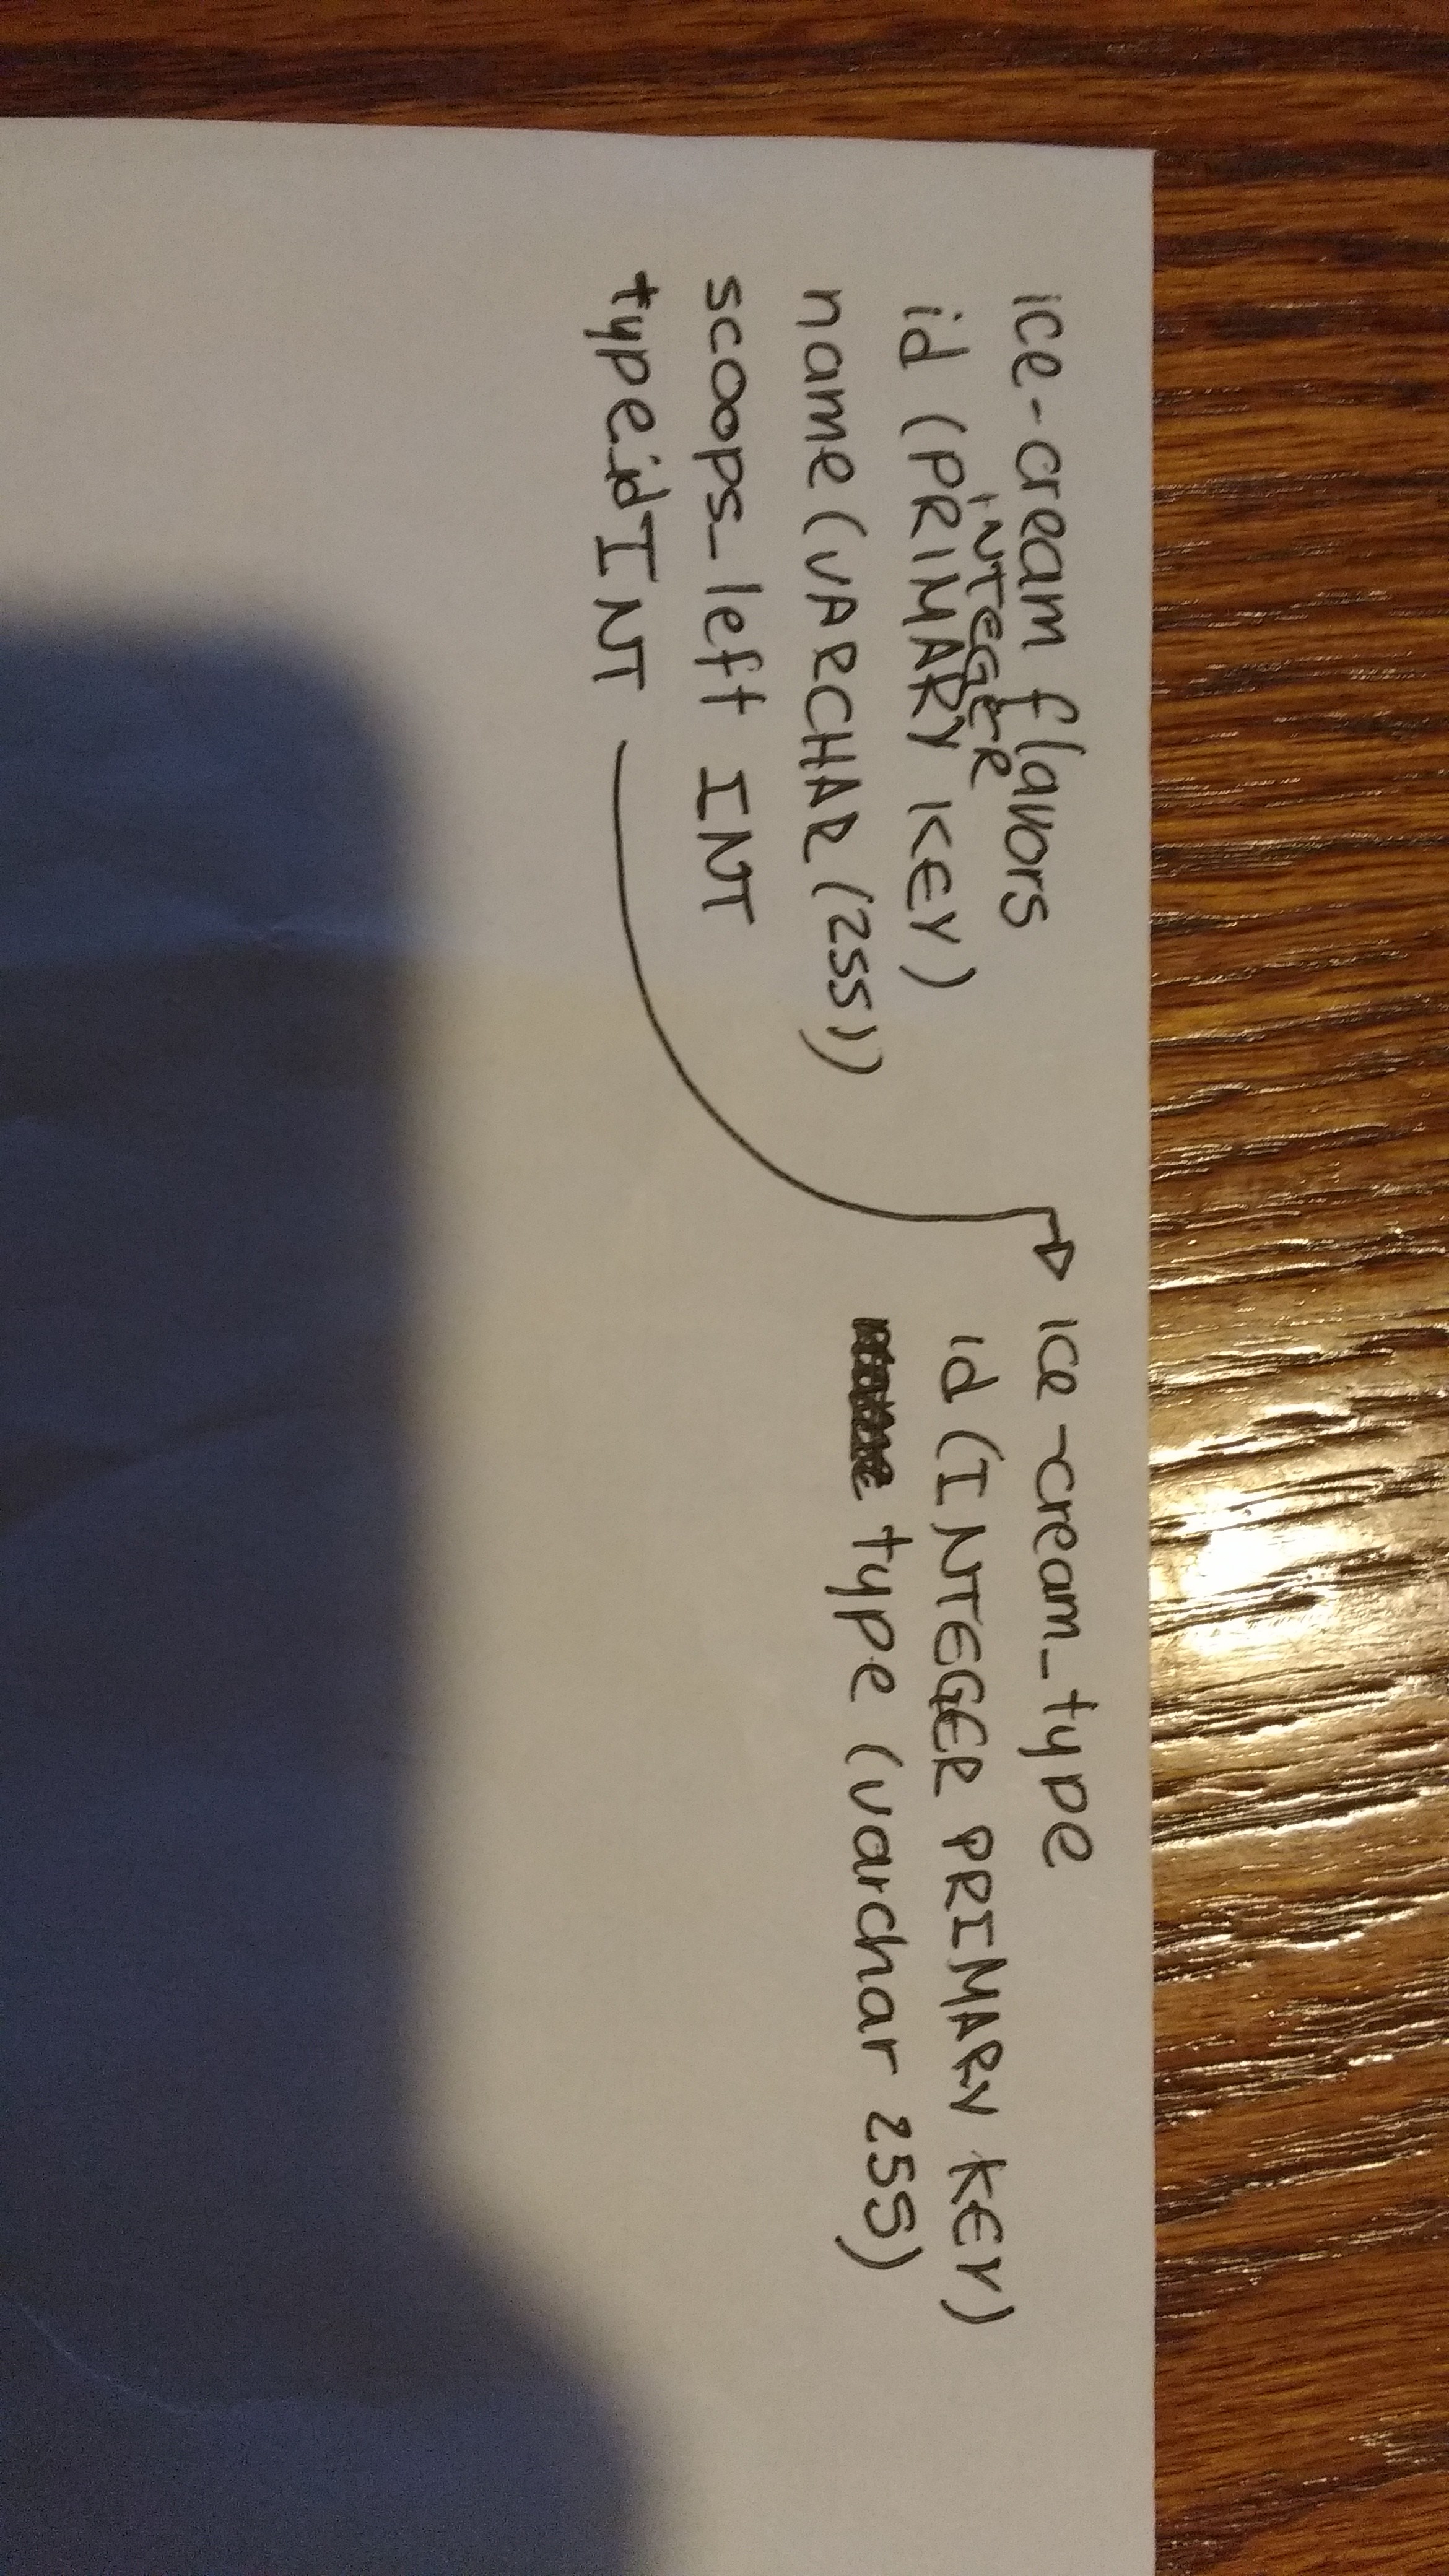 ice-cream flavors
INTEGER
id (PRIMARY KEY)
name (VARCHAR (255))
scoops_left INT
type_id INT
ice-cream_type
id (INTEGER PRIMARY KEY)
type (varchar 255)